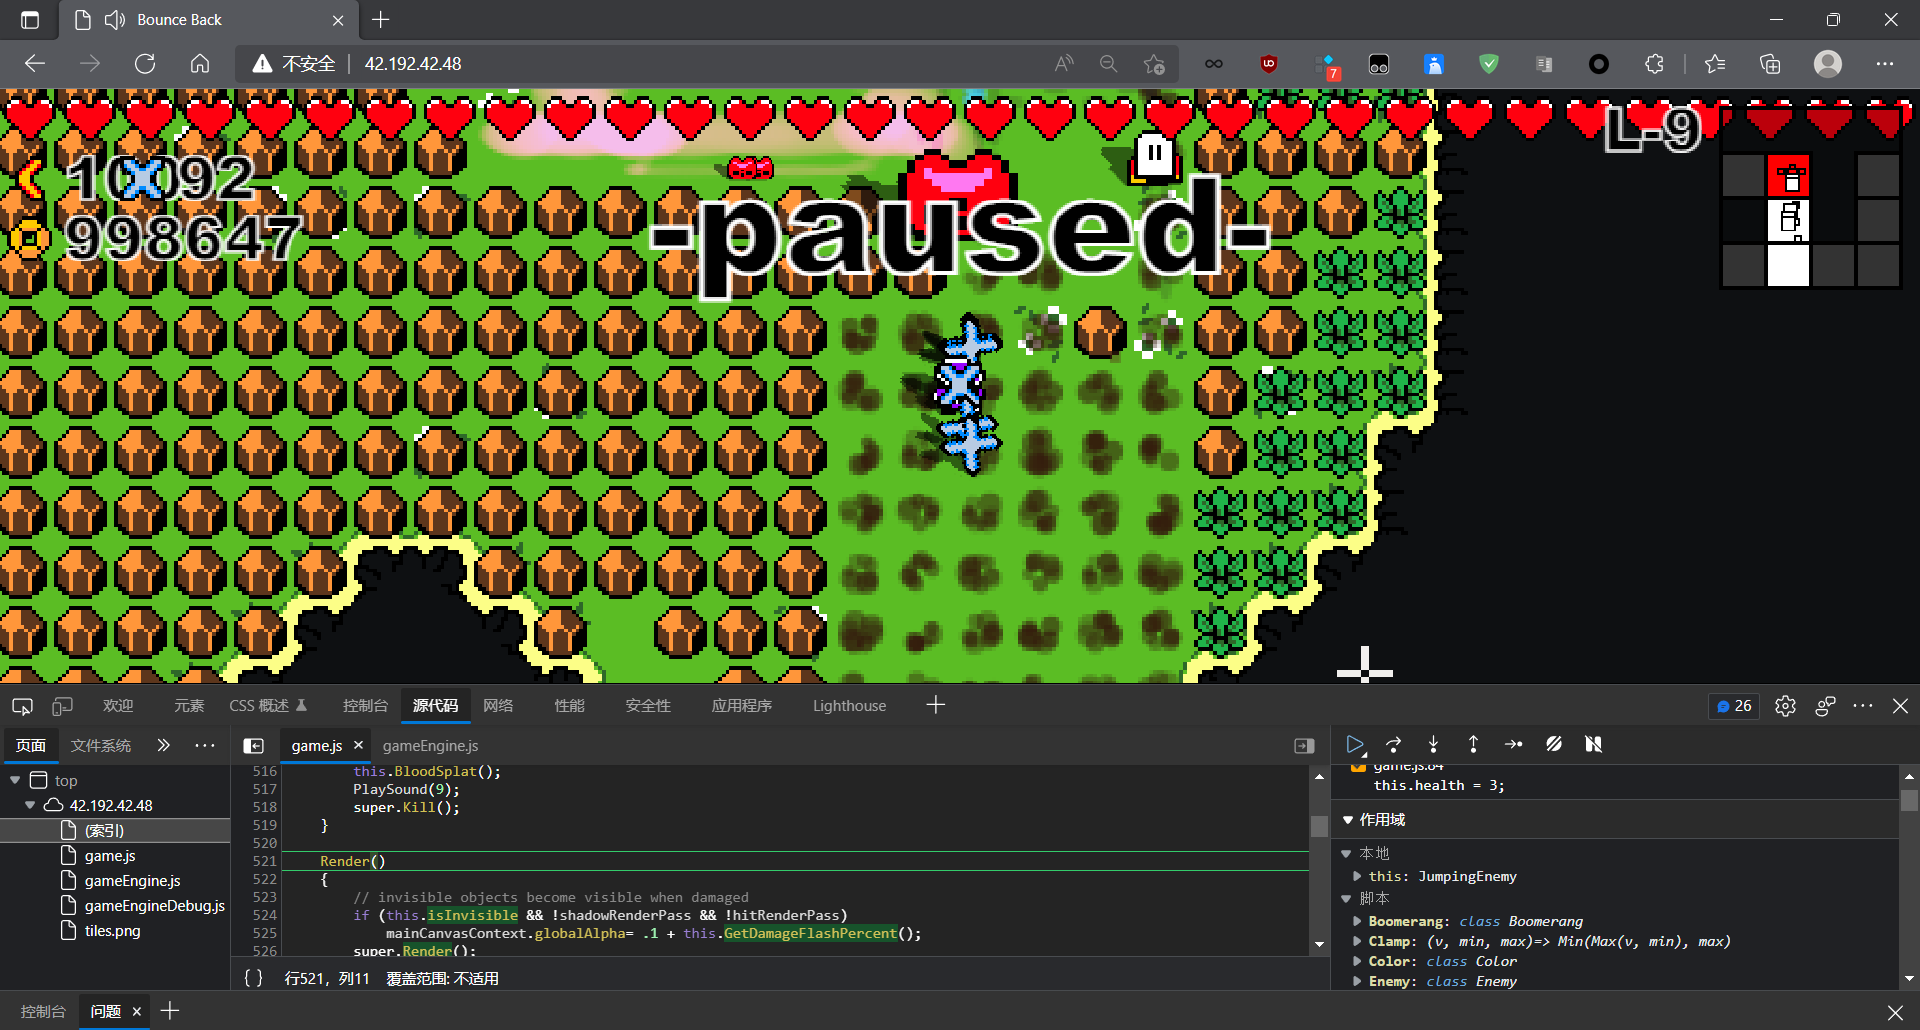 Bounce Back
不安全
42.192.42.48
7
L-9
10092
998647
-paused-
欢迎
元素
CSS 概述
控制台
源代码
网络
性能
安全性
应用程序
Lighthouse
26
页面
文件系统
game.js
gameEngine.js
top
42.192.42.48
(索引)
game.js
gameEngine.js
gameEngineDebug.js
tiles.png
516 this.BloodSplat();
517 PlaySound(9);
518 super.Kill();
519 }
520
521 Render()
522 {
523 // invisible objects become visible when damaged
524 if (this.isInvisible && !shadowRenderPass && !hitRenderPass)
525 mainCanvasContext.globalAlpha= .1 + this.GetDamageFlashPercent();
526 super.Render();
{ } 行521，列11 覆盖范围: 不适用
game.js:84
this.health = 3;
作用域
本地
this: JumpingEnemy
脚本
Boomerang: class Boomerang
Clamp: (v, min, max)=> Min(Max(v, min), max)
Color: class Color
Enemy: class Enemy
控制台
问题